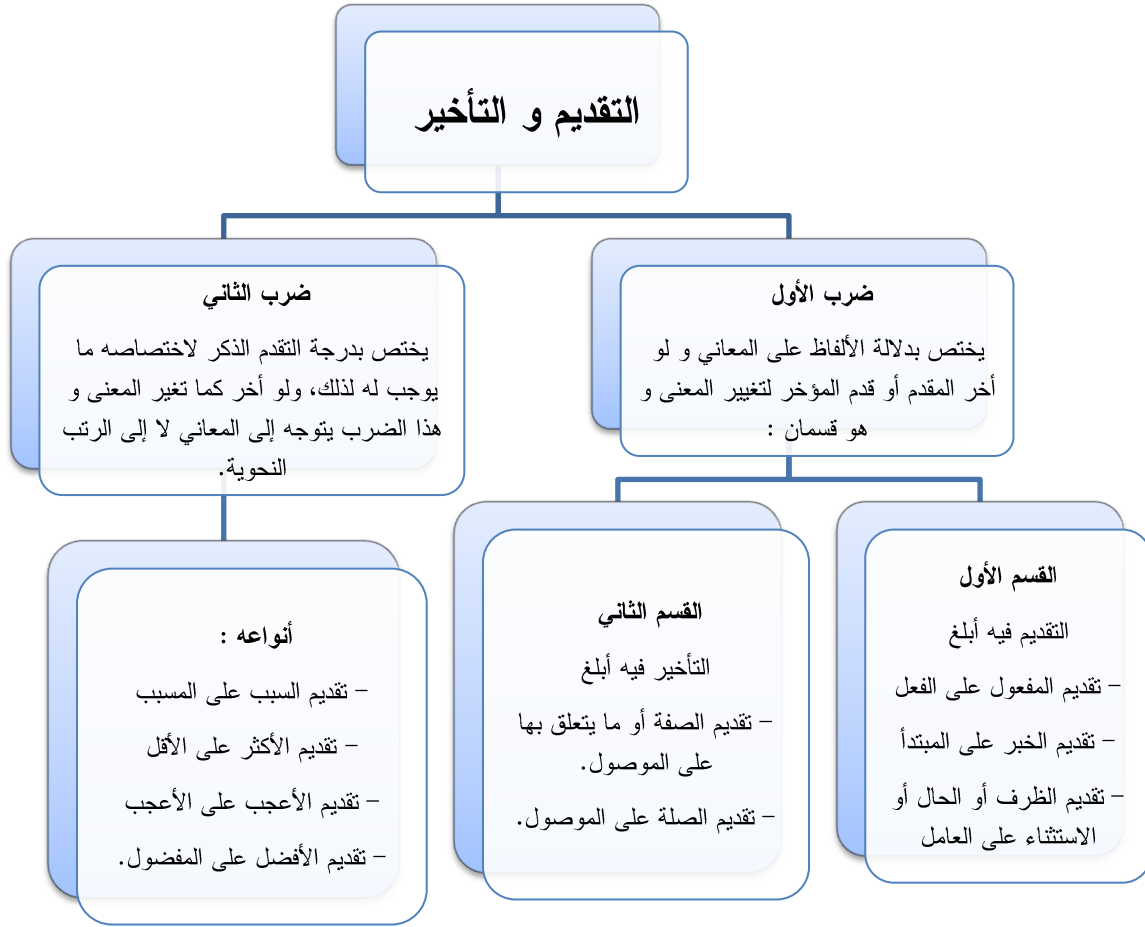 التقديم و التأخير
ضرب الأول
يختص بدلالة الألفاظ على المعاني و لو
أخر المقدم أو قدم المؤخر لتغيير المعنى و
هو قسمان :
ضرب الثاني
يختص بدرجة التقدم الذكر لاختصاصه ما
يوجب له لذلك، ولو أخر كما تغير المعنى و
هذا الضرب يتوجه إلى المعاني لا إلى الرتب
النحوية.
القسم الأول
التقديم فيه أبلغ
– تقديم المفعول على الفعل
– تقديم الخبر على المبتدأ
– تقديم الظرف أو الحال أو
الاستثناء على العامل
القسم الثاني
التأخير فيه أبلغ
– تقديم الصفة أو ما يتعلق بها
على الموصول.
– تقديم الصلة على الموصول.
أنواعه :
– تقديم السبب على المسبب
– تقديم الأكثر على الأقل
– تقديم الأعجب على الأعجب
– تقديم الأفضل على المفضول.